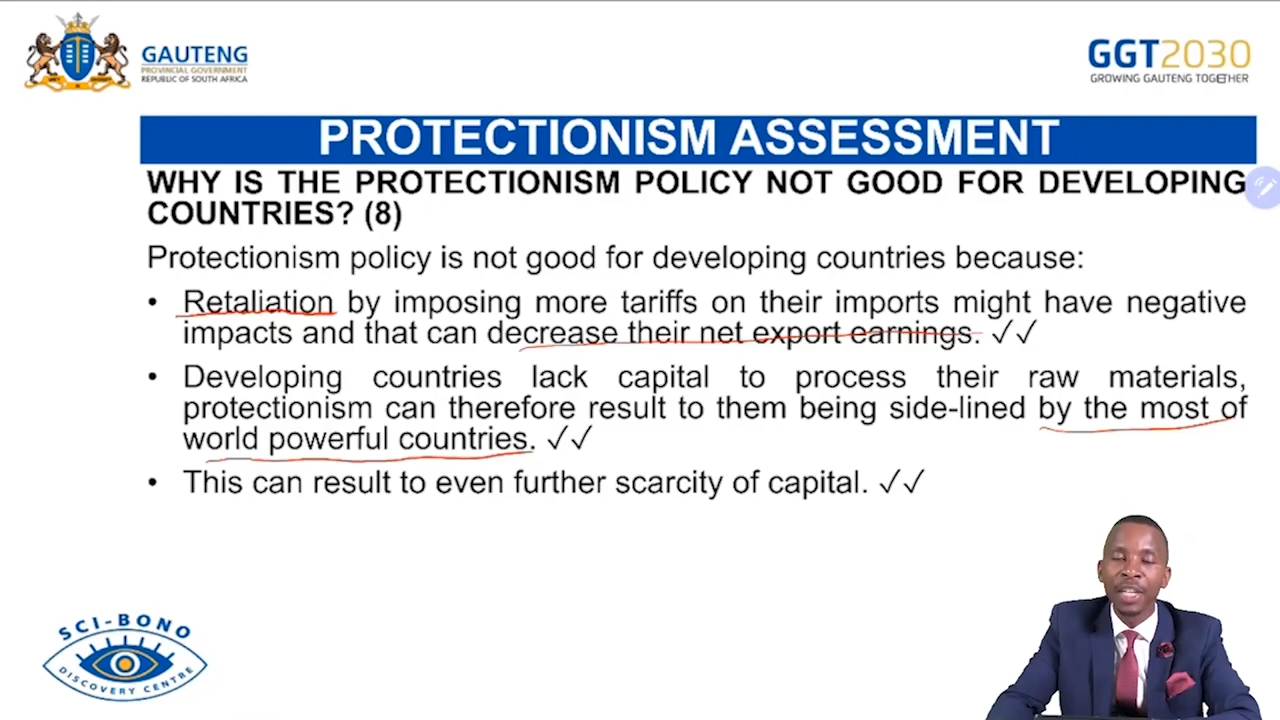 GAUTENG
PROVINCIAL GOVERNMENT
REPUBLIC OF SOUTH AFRICA
GGT2030
GROWING GAUTENG TOGETHER
PROTECTIONISM ASSESSMENT
WHY IS THE PROTECTIONISM POLICY NOT GOOD FOR DEVELOPING
COUNTRIES? (8)
Protectionism policy is not good for developing countries because:
• Retaliation by imposing more tariffs on their imports might have negative
impacts and that can decrease their net export earnings. ✓✓
• Developing countries lack capital to process their raw materials,
protectionism can therefore result to them being side-lined by the most of
world powerful countries. ✓✓
• This can result to even further scarcity of capital. ✓✓
SCI-BONO
DISCOVERY CENTRE